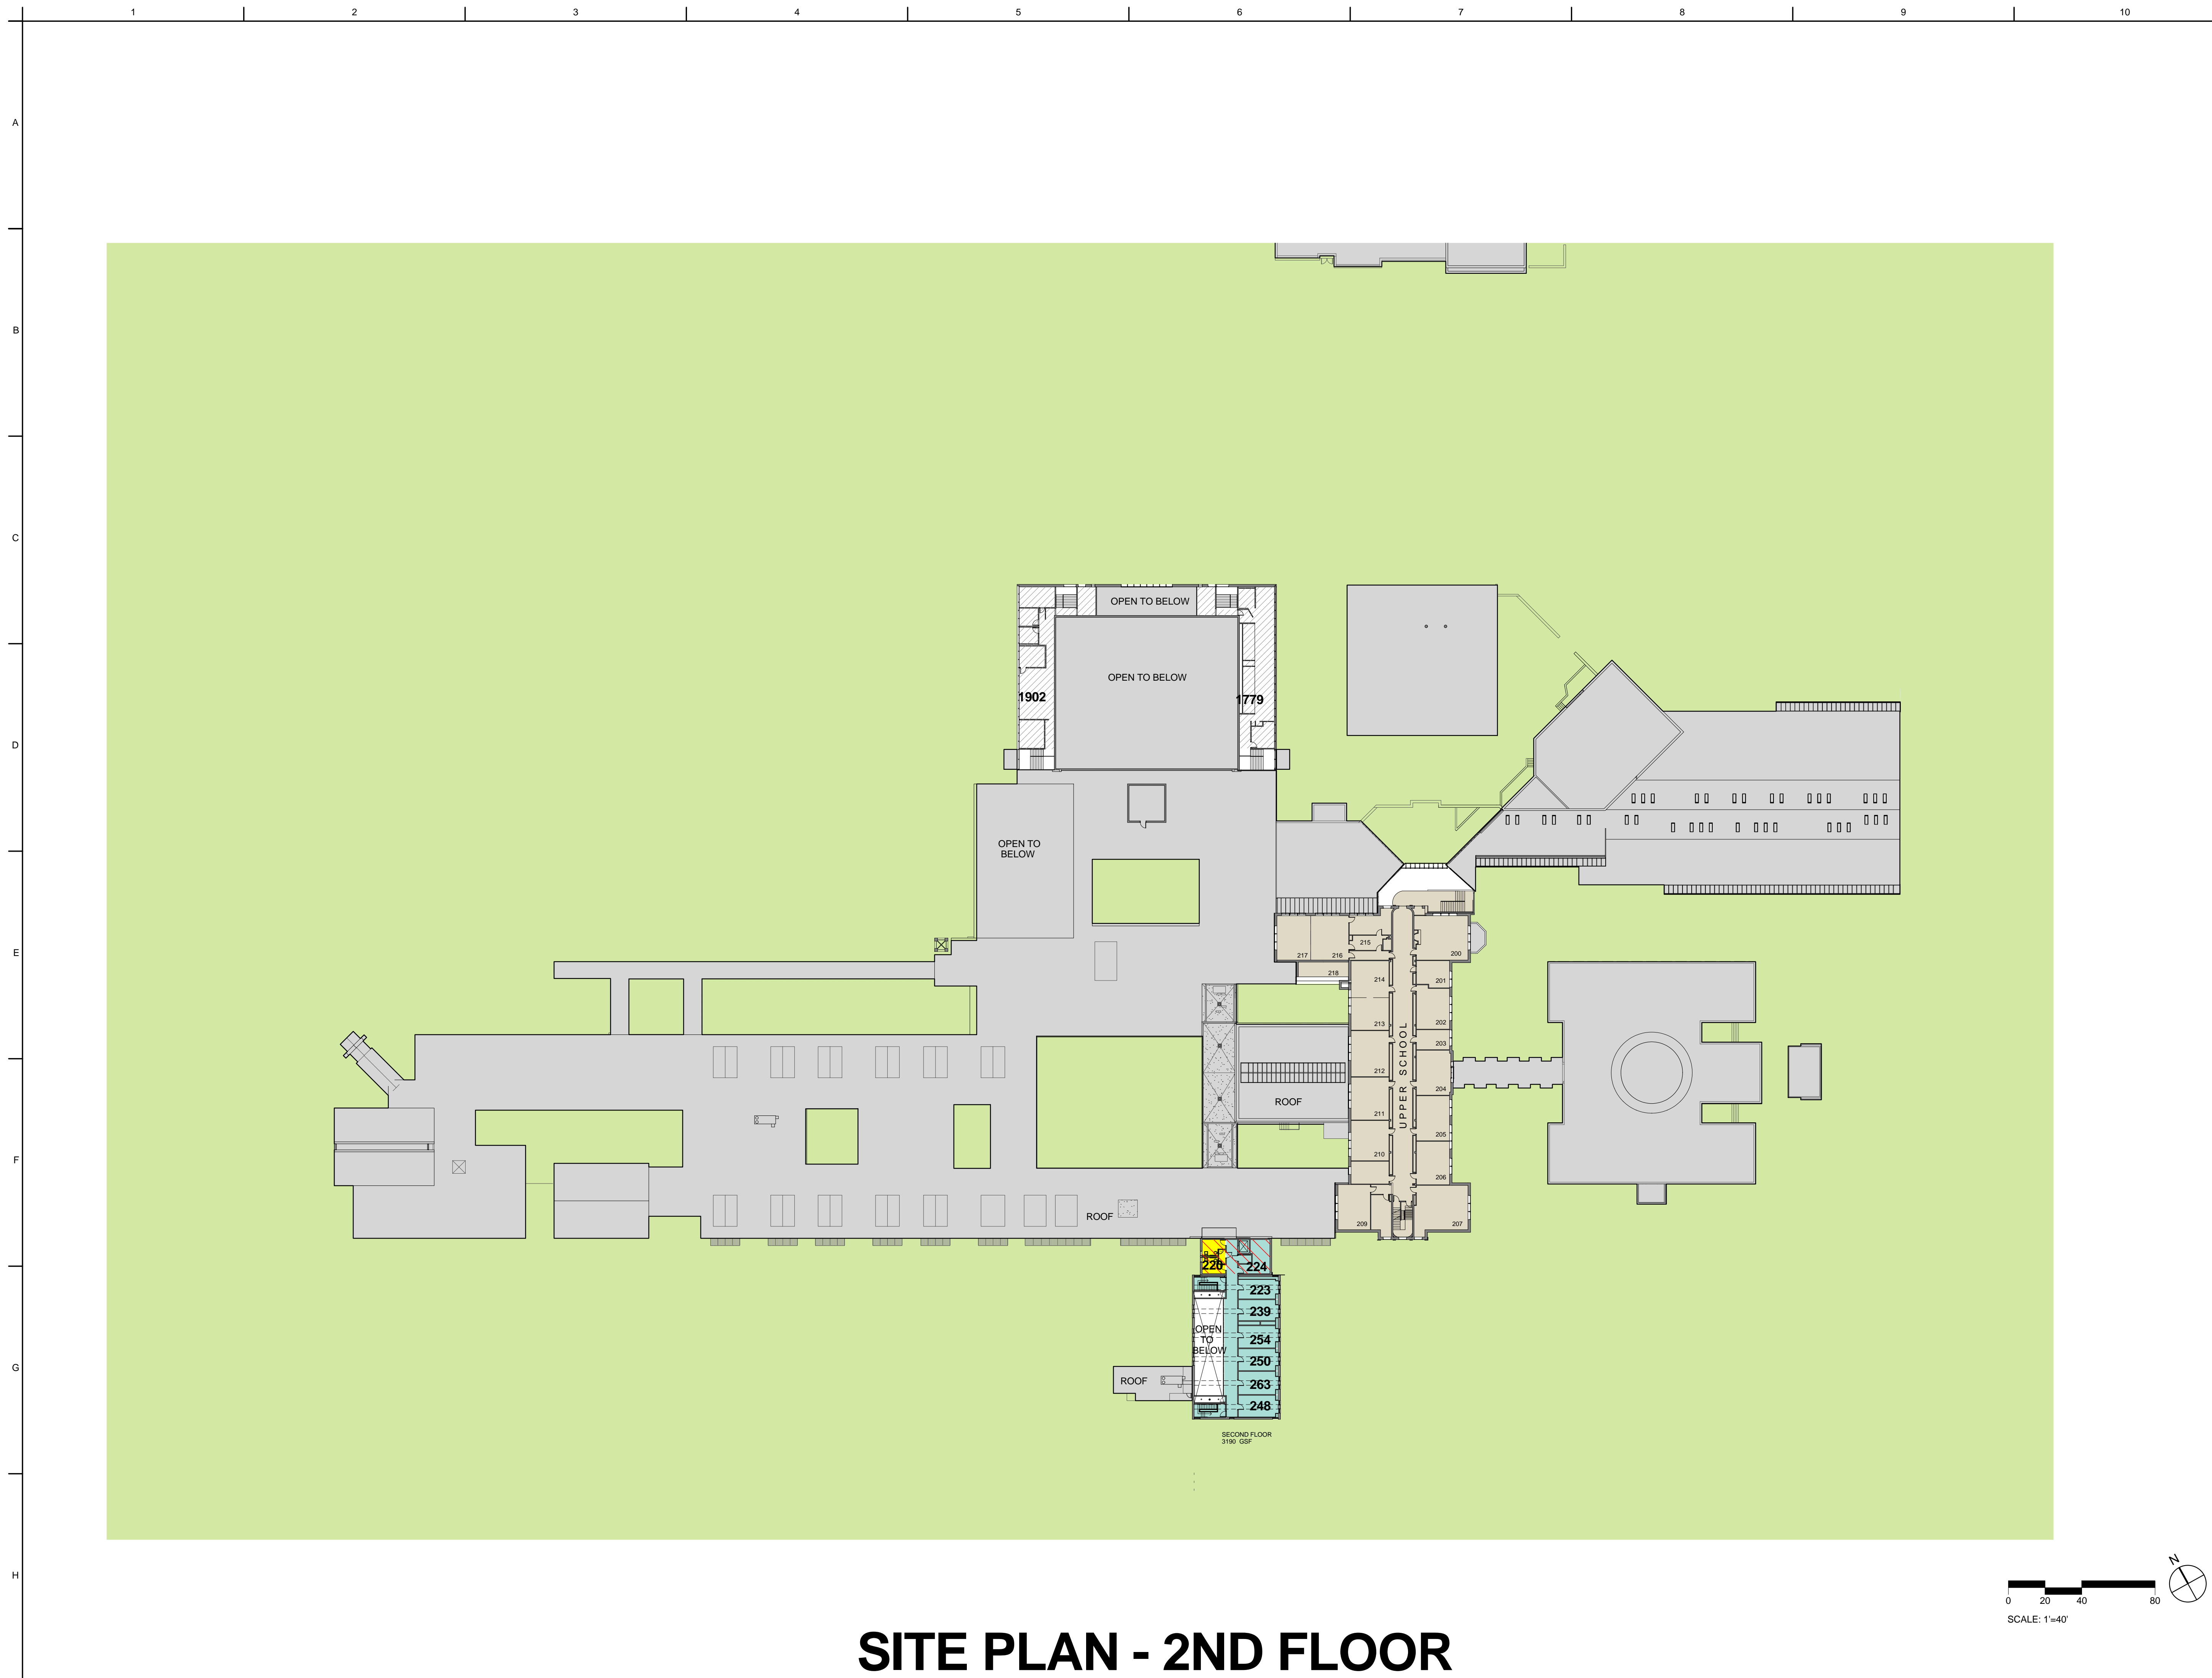 1 2 3 4 5 6 7 8 9 10
A
B
C
OPEN TO BELOW
OPEN TO BELOW
1902
1779
D
OPEN TO
BELOW
E
215
217
216
200
218
214
201
213
202
203
UPPER SCHOOL
212
204
ROOF
211
205
210
F
206
ROOF
209
207
220
224
223
239
OPEN
TO
BELOW
254
250
G
ROOF
263
248
SECOND FLOOR
3190 GSF
N
H
0 20 40 80
SCALE: 1'=40'
SITE PLAN - 2ND FLOOR